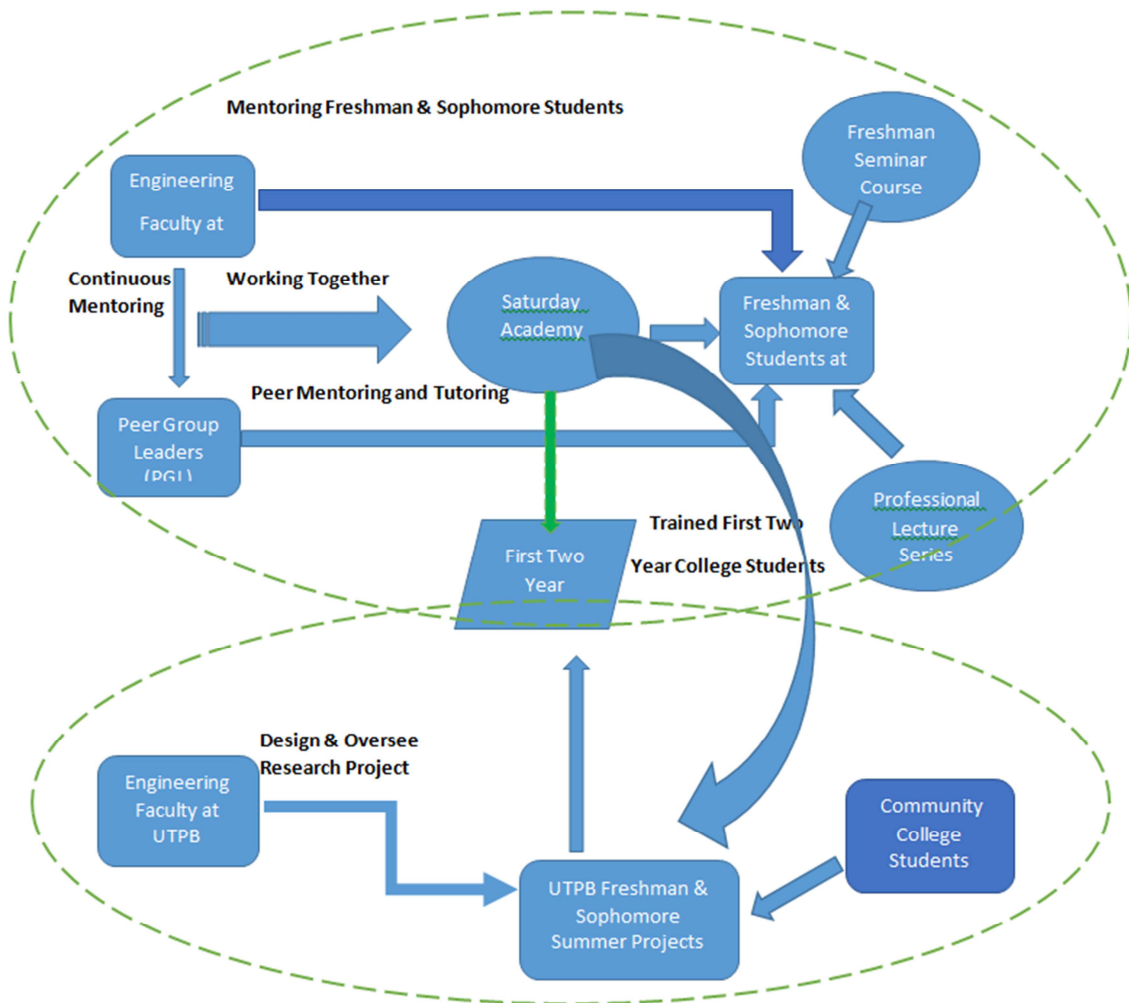 Mentoring Freshman & Sophomore Students
Freshman
Seminar
Course
Engineering
Faculty at
Continuous
Mentoring
Working Together
Saturday
Academy
Freshman &
Sophomore
Students at
Peer Mentoring and Tutoring
Peer Group
Leaders
(PGL)
Professional
Lecture
Series
Trained First Two
Year College Students
First Two
Year
Design & Oversee
Research Project
Engineering
Faculty at
UTPB
Community
College
Students
UTPB Freshman &
Sophomore
Summer Projects